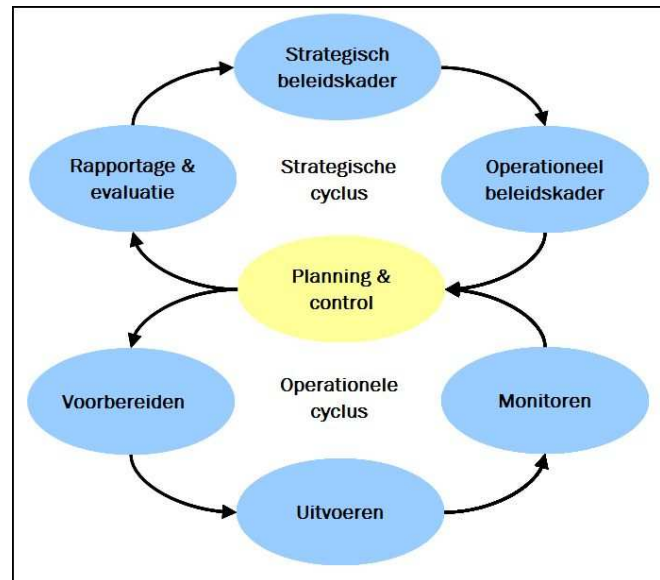 Strategisch
beleidskader
Rapportage &
evaluatie
Strategische
cyclus
Operationeel
beleidskader
Planning &
control
Voorbereiden
Operationele
cyclus
Monitoren
Uitvoeren